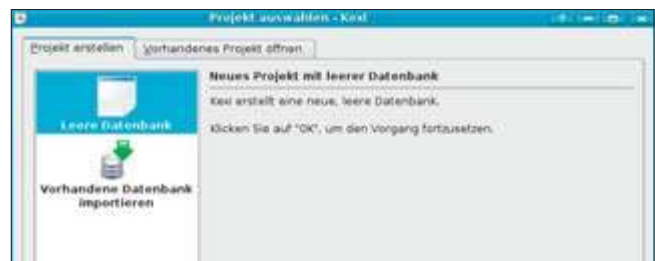 Projekt auswählen - Kexi
Projekt erstellen
Vorhandenes Projekt öffnen
Neues Projekt mit leerer Datenbank
Kexi erstellt eine neue, leere Datenbank.
Klicken Sie auf "OK", um den Vorgang fortzusetzen.
Leere Datenbank
Vorhandene Datenbank
importieren